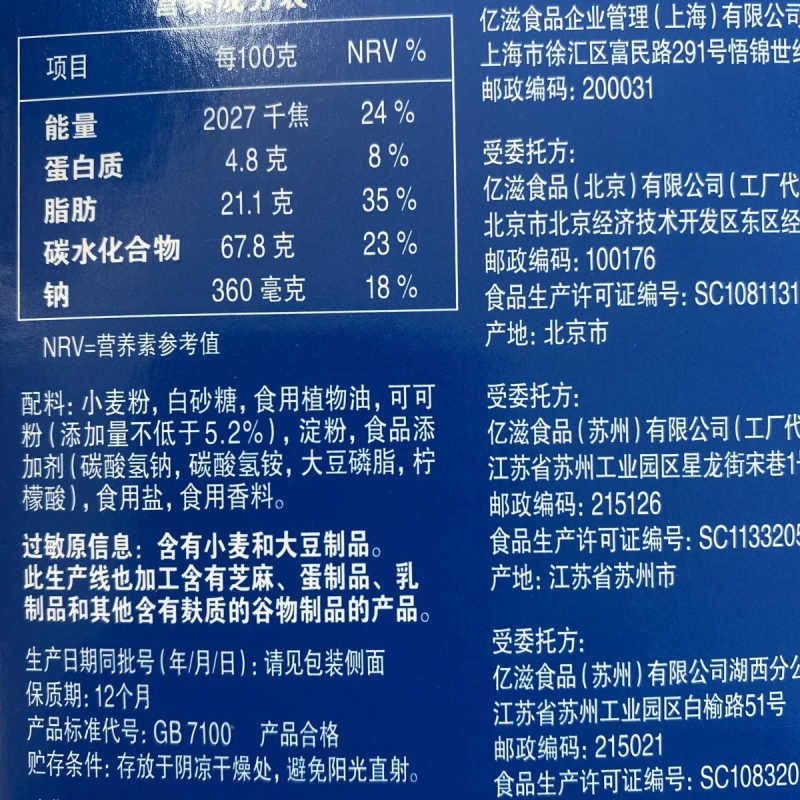 营养成分表
项目 每100克 NRV %
能量 2027 千焦 24 %
蛋白质 4.8 克 8 %
脂肪 21.1 克 35 %
碳水化合物 67.8 克 23 %
钠 360 毫克 18 %
NRV=营养素参考值
配料: 小麦粉, 白砂糖, 食用植物油, 可可
粉(添加量不低于5.2%), 淀粉, 食品添
加剂(碳酸氢钠, 碳酸氢铵, 大豆磷脂, 柠
檬酸), 食用盐, 食用香料。
过敏原信息: 含有小麦和大豆制品。
此生产线也加工含有芝麻、蛋制品、乳
制品和其他含有麸质的谷物制品的产品。
生产日期同批号(年/月/日): 请见包装侧面
保质期: 12个月
产品标准代号: GB 7100 产品合格
贮存条件: 存放于阴凉干燥处, 避免阳光直射。
亿滋食品企业管理(上海)有限公司
上海市徐汇区富民路291号悟锦世
邮政编码: 200031
受委托方:
亿滋食品(北京)有限公司(工厂代
北京市北京经济技术开发区东区经
邮政编码: 100176
食品生产许可证编号: SC1081131
产地: 北京市
受委托方:
亿滋食品(苏州)有限公司(工厂代
江苏省苏州工业园区星龙街宋巷1
邮政编码: 215126
食品生产许可证编号: SC1133205
产地: 江苏省苏州市
受委托方:
亿滋食品(苏州)有限公司湖西分公
江苏省苏州工业园区白榆路51号
邮政编码: 215021
食品生产许可证编号: SC108320